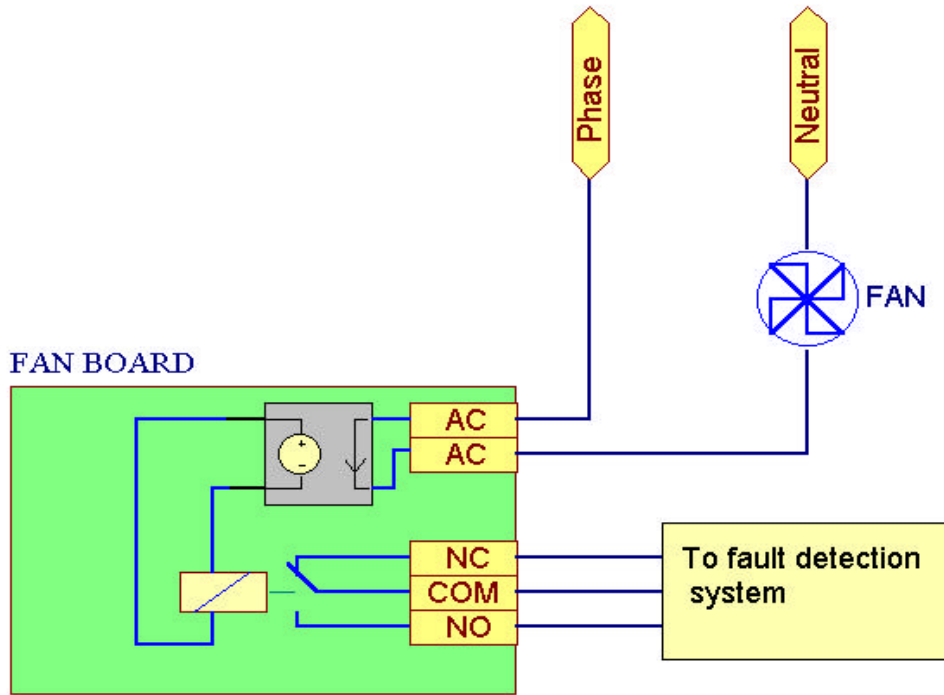 Phase
Neutral
FAN
FAN BOARD
AC
AC
NC
COM
NO
To fault detection
system